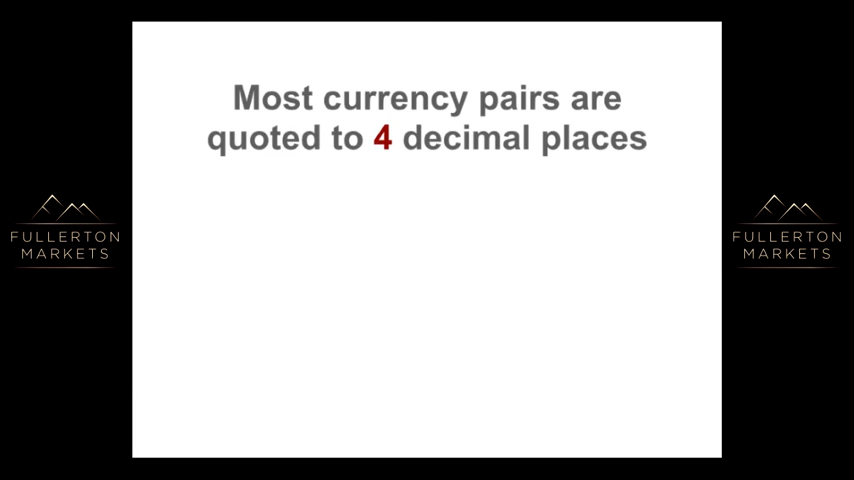 Most currency pairs are
quoted to 4 decimal places
FULLERTON
MARKETS
FULLERTON
MARKETS